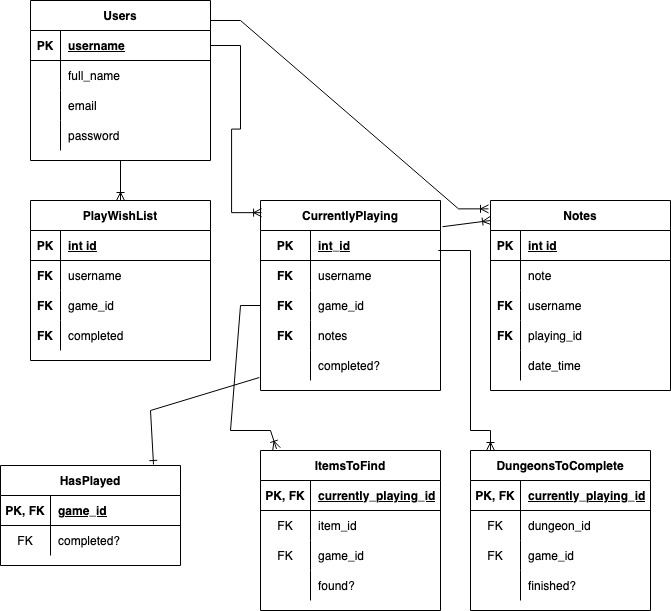 Users
PK username
full_name
email
password
PlayWishList
PK int id
FK username
FK game_id
FK completed
CurrentlyPlaying
PK int_id
FK username
FK game_id
FK notes
completed?
Notes
PK int id
note
FK username
FK playing_id
date_time
HasPlayed
PK, FK game_id
FK completed?
ItemsToFind
PK, FK currently_playing_id
FK item_id
FK game_id
found?
DungeonsToComplete
PK, FK currently_playing_id
FK dungeon_id
FK game_id
finished?